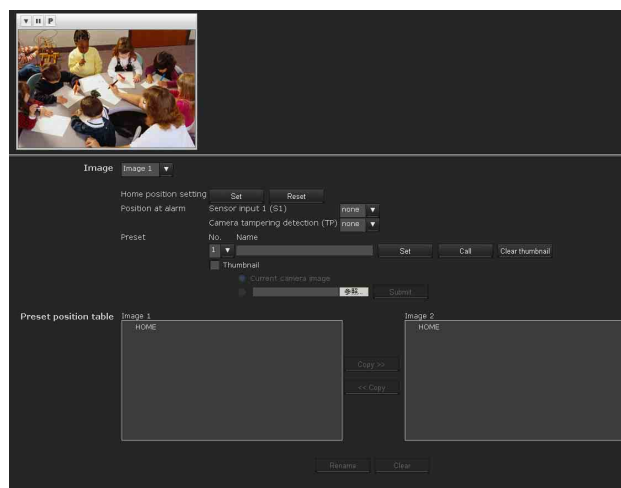 P
Image Image 1
Home position setting Set Reset
Position at alarm Sensor input 1 (S1) none
Camera tampering detection (TP) none
Preset No. Name
1 Set Call Clear thumbnail
Thumbnail
Current camera image
参照... Submit
Preset position table Image 1 Image 2
HOME HOME
Copy >>
<< Copy
Rename Clear